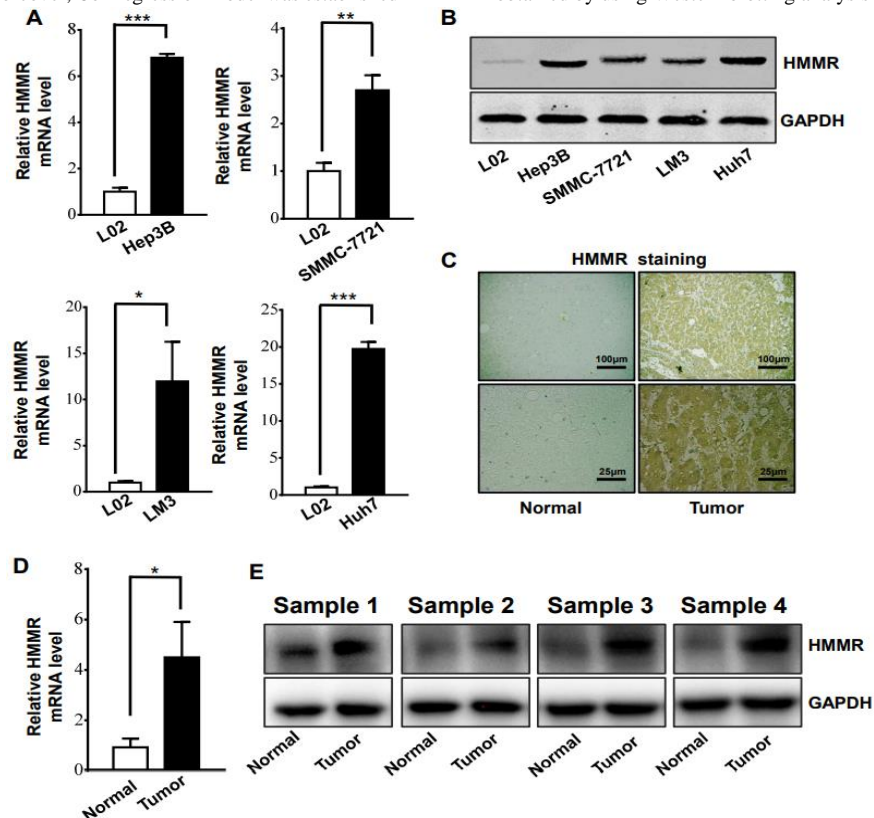 A
***
Relative HMMR
mRNA level
8
6
4
2
0
L02
Hep3B
**
Relative HMMR
mRNA level
4
3
2
1
0
L02
SMMC-7721
*
Relative HMMR
mRNA level
20
15
10
5
0
L02
LM3
***
Relative HMMR
mRNA level
25
20
15
10
5
0
L02
Huh7
B
HMMR
GAPDH
L02
Hep3B
SMMC-7721
LM3
Huh7
C
HMMR staining
100μm
100μm
25μm
25μm
Normal
Tumor
D
*
Relative HMMR
mRNA level
8
6
4
2
0
Normal
Tumor
E
Sample 1
Sample 2
Sample 3
Sample 4
HMMR
GAPDH
Normal
Tumor
Normal
Tumor
Normal
Tumor
Normal
Tumor